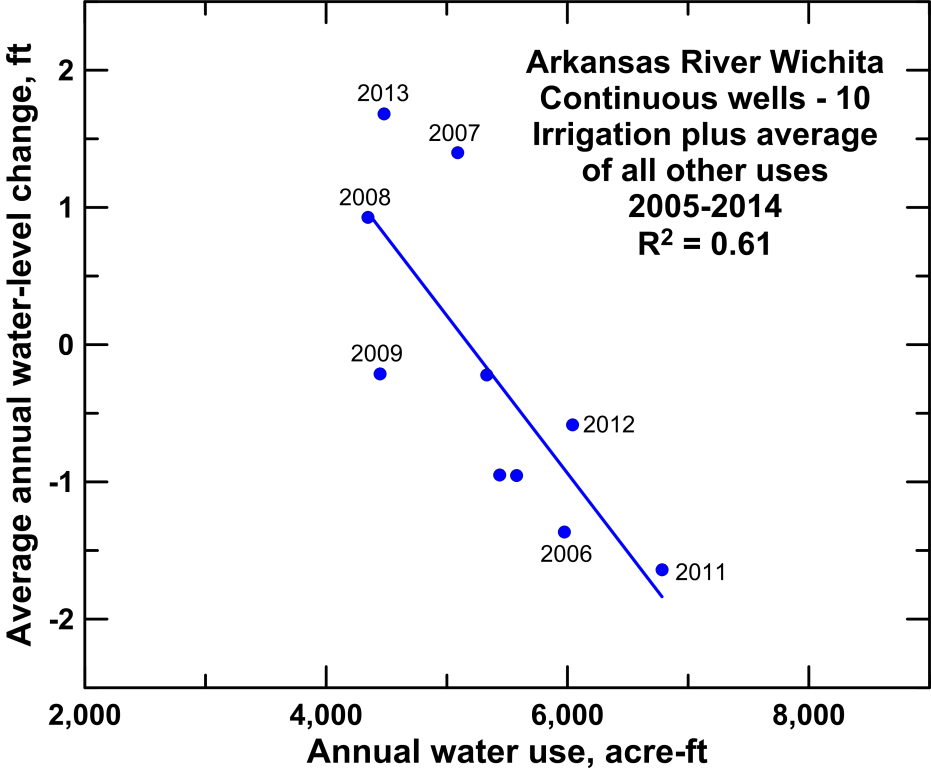 Arkansas River Wichita
Continuous wells - 10
Irrigation plus average
of all other uses
2005-2014
R² = 0.61
Average annual water-level change, ft
2
1
0
-1
-2
2013
2007
2008
2009
2012
2006
2011
2,000
4,000
6,000
8,000
Annual water use, acre-ft